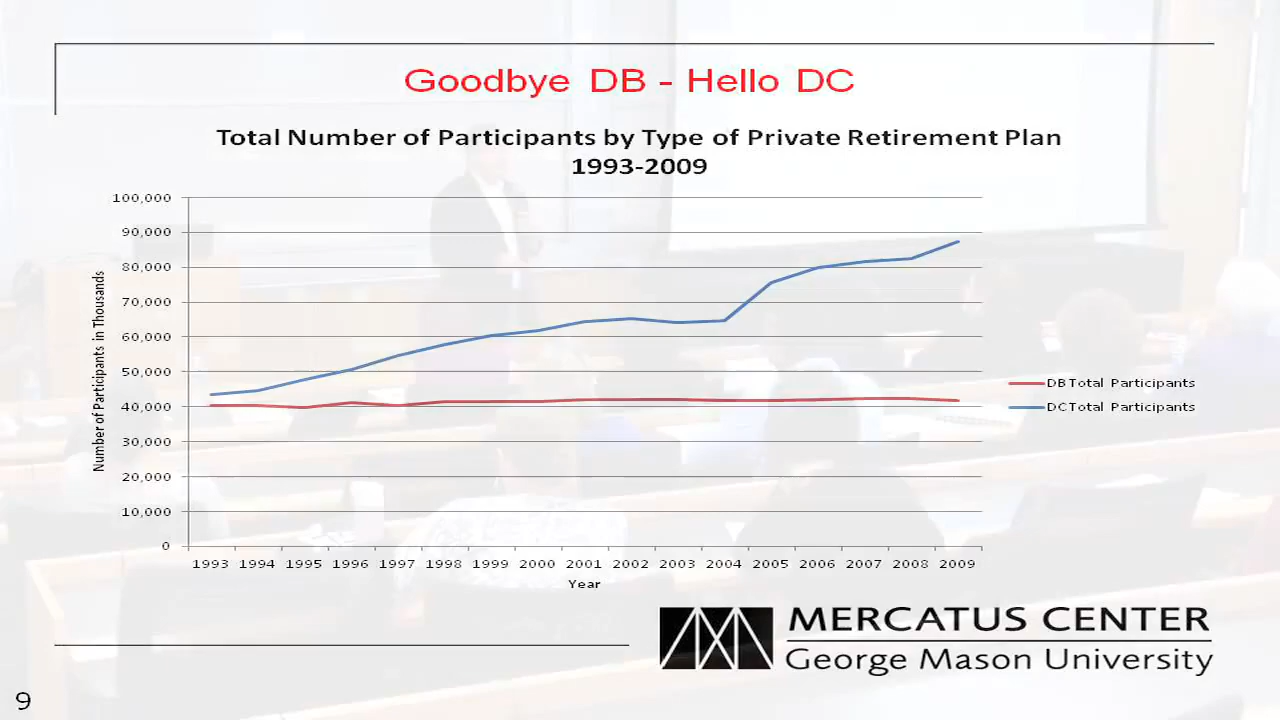 Goodbye DB - Hello DC
Total Number of Participants by Type of Private Retirement Plan
1993-2009
Number of Participants in Thousands
100,000
90,000
80,000
70,000
60,000
50,000
40,000
30,000
20,000
10,000
0
1993 1994 1995 1996 1997 1998 1999 2000 2001 2002 2003 2004 2005 2006 2007 2008 2009
Year
DB Total Participants
DC Total Participants
MERCATUS CENTER
George Mason University
9